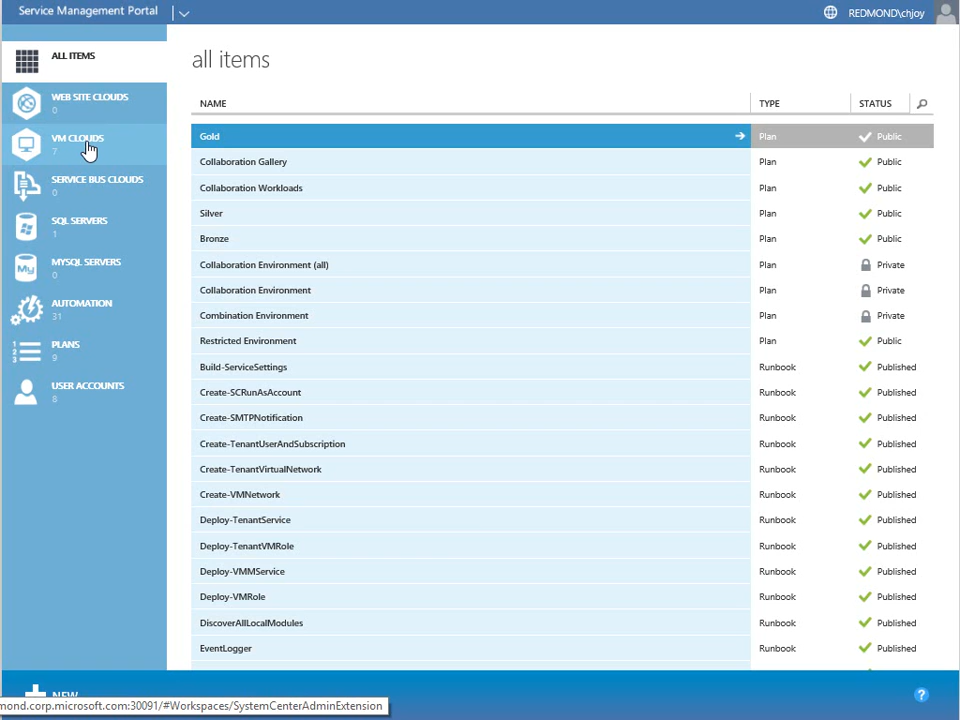 Service Management Portal
REDMOND\chjoy
ALL ITEMS
WEB SITE CLOUDS
0
VM CLOUDS
7
SERVICE BUS CLOUDS
0
SQL SERVERS
1
My
MYSQL SERVERS
0
AUTOMATION
31
1
2
3
PLANS
9
USER ACCOUNTS
8
all items
NAME TYPE STATUS
Gold Plan Public
Collaboration Gallery Plan Public
Collaboration Workloads Plan Public
Silver Plan Public
Bronze Plan Public
Collaboration Environment (all) Plan Private
Collaboration Environment Plan Private
Combination Environment Plan Private
Restricted Environment Plan Public
Build-ServiceSettings Runbook Published
Create-SCRunAsAccount Runbook Published
Create-SMTPNotification Runbook Published
Create-TenantUserAndSubscription Runbook Published
Create-TenantVirtualNetwork Runbook Published
Create-VMNetwork Runbook Published
Deploy-TenantService Runbook Published
Deploy-TenantVMRole Runbook Published
Deploy-VMMService Runbook Published
Deploy-VMRole Runbook Published
DiscoverAllLocalModules Runbook Published
EventLogger Runbook Published
NEW
?
mond.corp.microsoft.com:30091/#Workspaces/SystemCenterAdminExtension